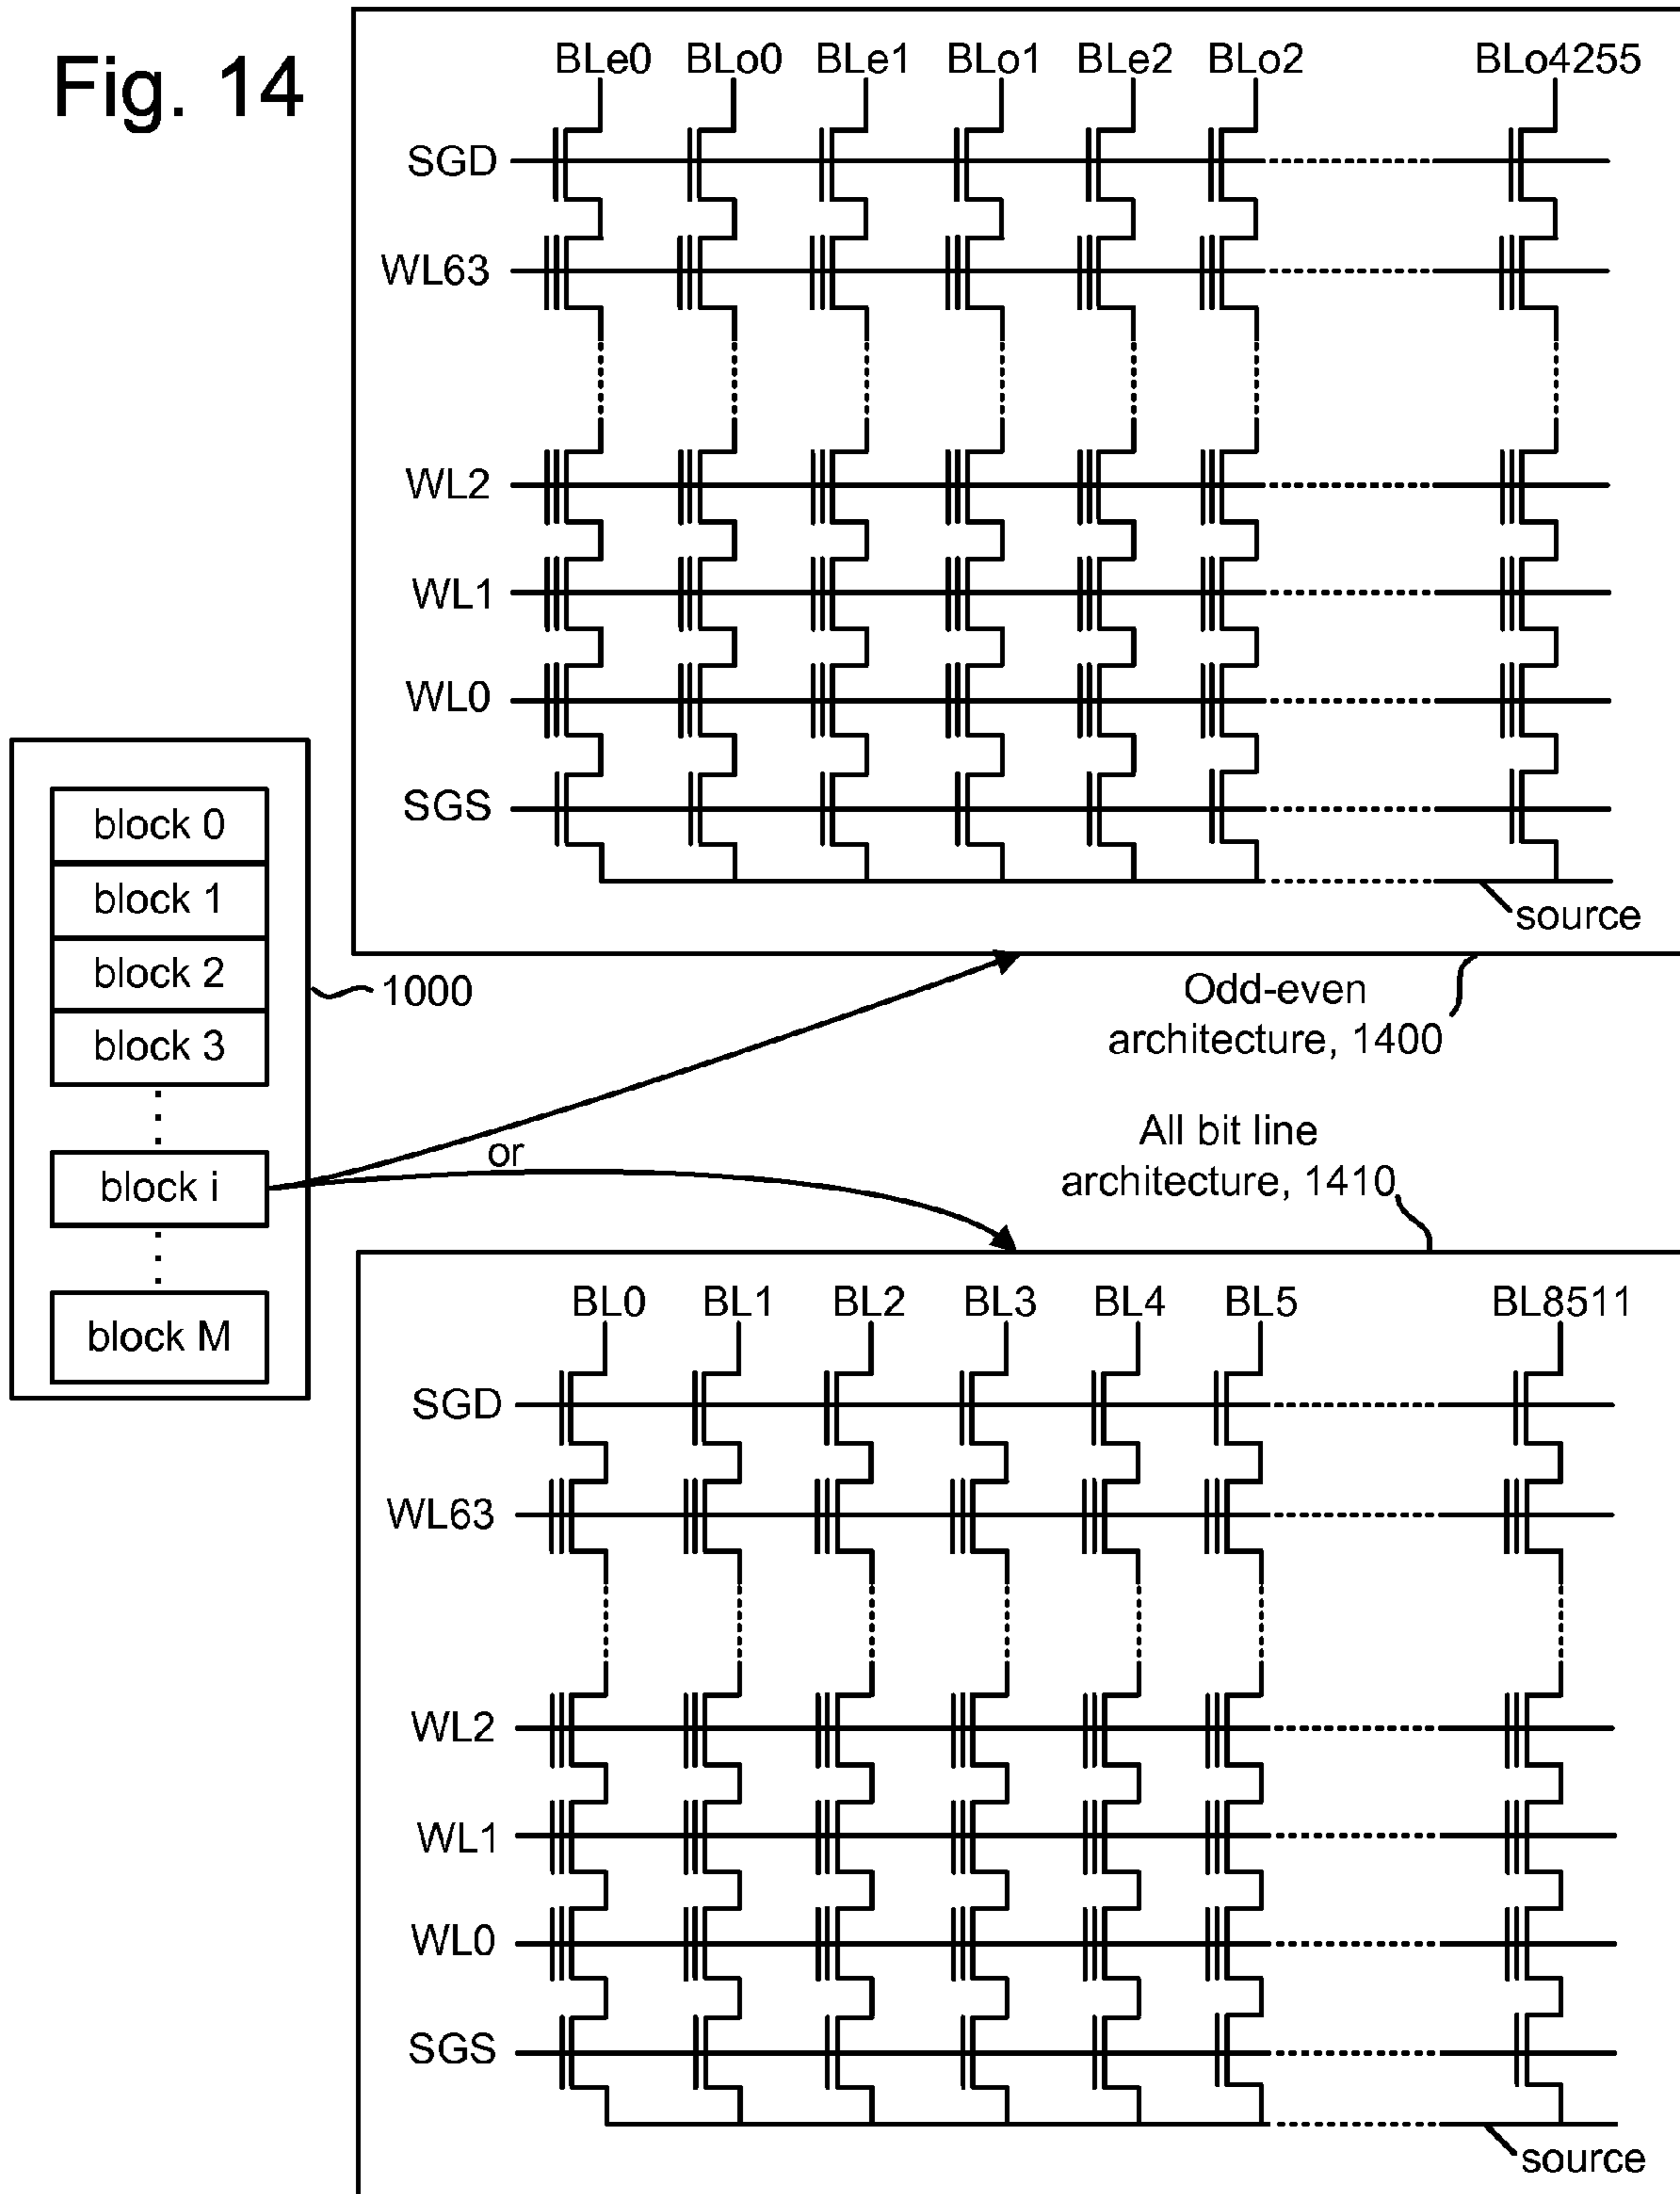 Fig. 14
BLe0 BLo0 BLe1 BLo1 BLe2 BLo2 BLo4255
SGD
WL63
WL2
WL1
WL0
SGS
source
Odd-even
architecture, 1400
block 0
block 1
block 2
block 3
block i
block M
1000
or
All bit line
architecture, 1410
BL0 BL1 BL2 BL3 BL4 BL5 BL8511
SGD
WL63
WL2
WL1
WL0
SGS
source